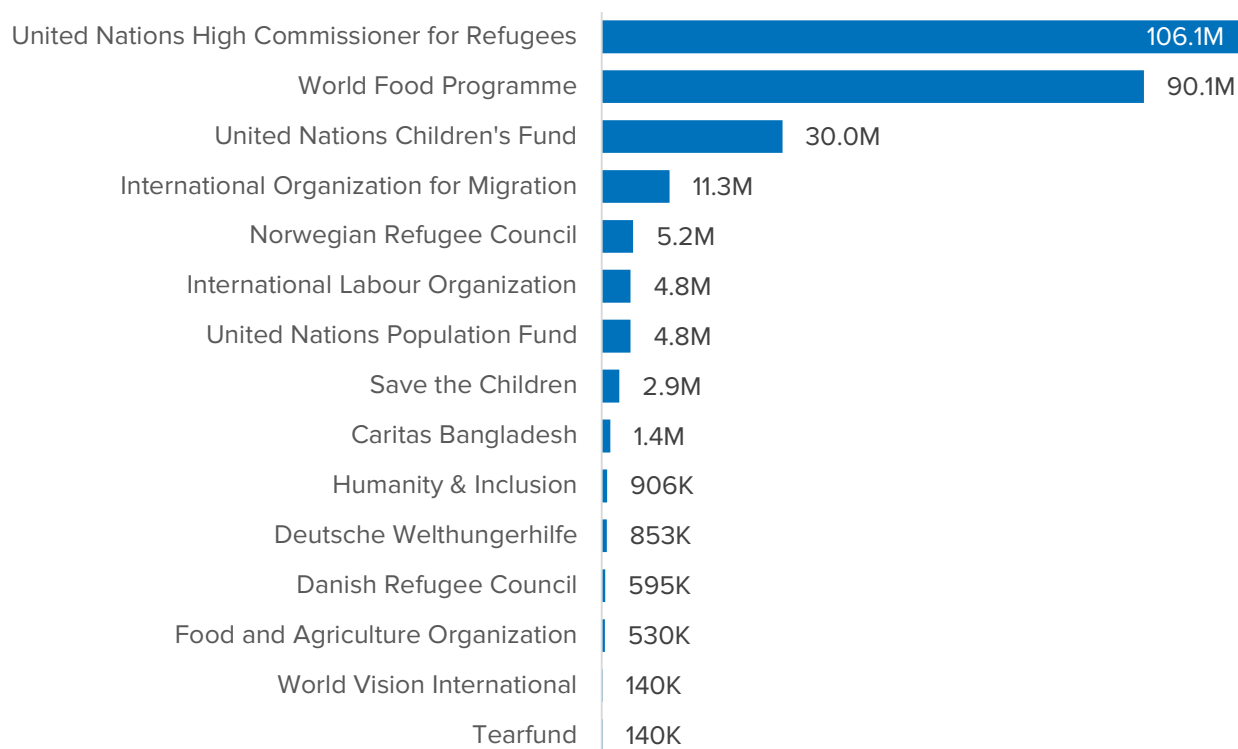 United Nations High Commissioner for Refugees 106.1M
World Food Programme 90.1M
United Nations Children's Fund 30.0M
International Organization for Migration 11.3M
Norwegian Refugee Council 5.2M
International Labour Organization 4.8M
United Nations Population Fund 4.8M
Save the Children 2.9M
Caritas Bangladesh 1.4M
Humanity & Inclusion 906K
Deutsche Welthungerhilfe 853K
Danish Refugee Council 595K
Food and Agriculture Organization 530K
World Vision International 140K
Tearfund 140K